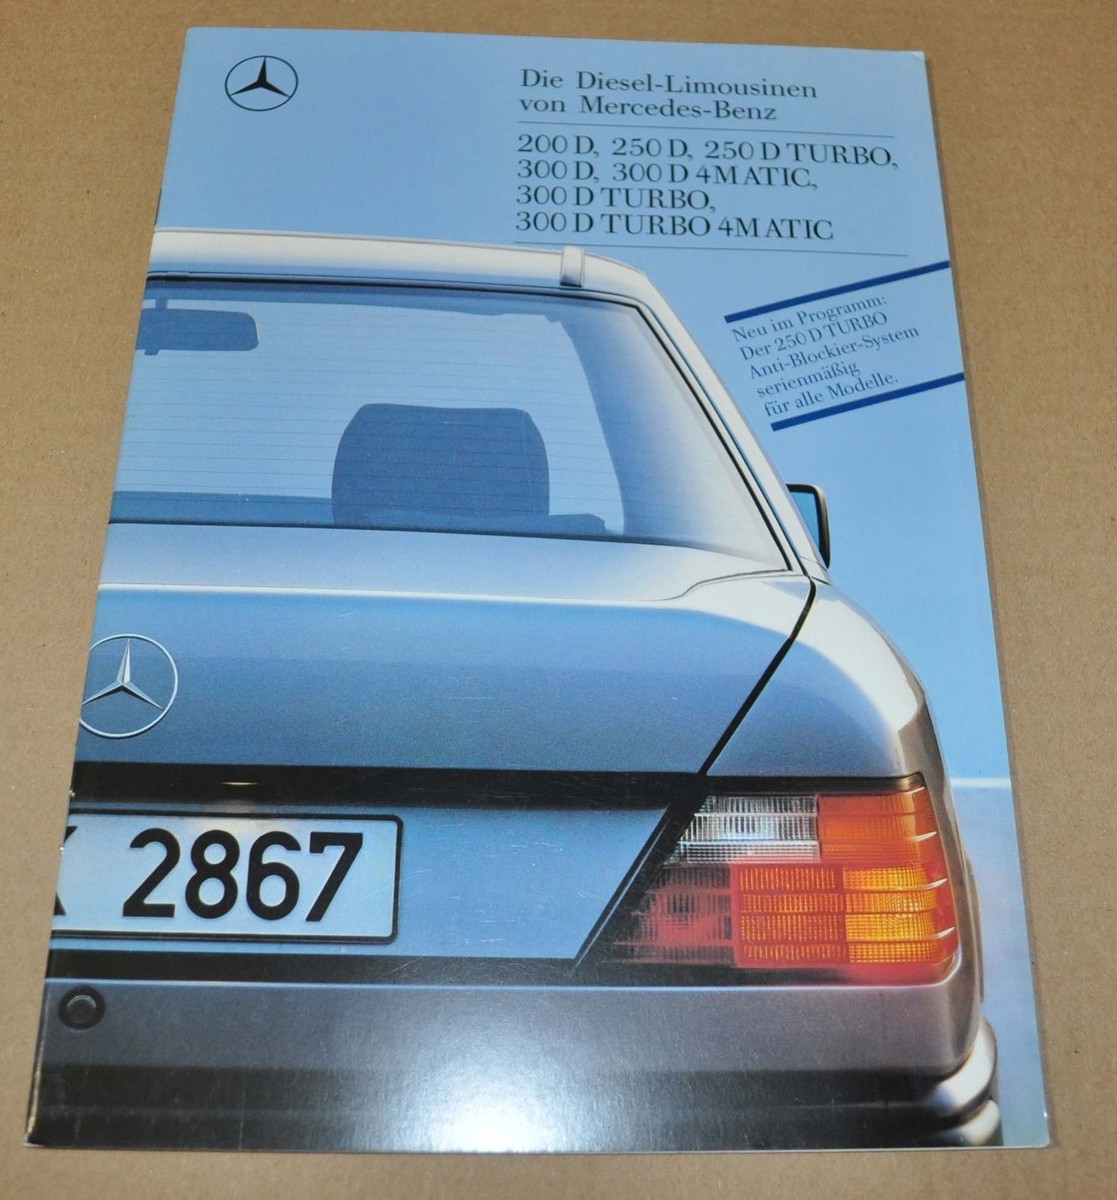 Die Diesel-Limousinen
von Mercedes-Benz
200 D, 250 D, 250 D TURBO,
300 D, 300 D 4MATIC,
300 D TURBO,
300 D TURBO 4MATIC
Neu im Programm:
Der 250 D TURBO
Anti-Blockier-System
serienmäßig
für alle Modelle.
2867